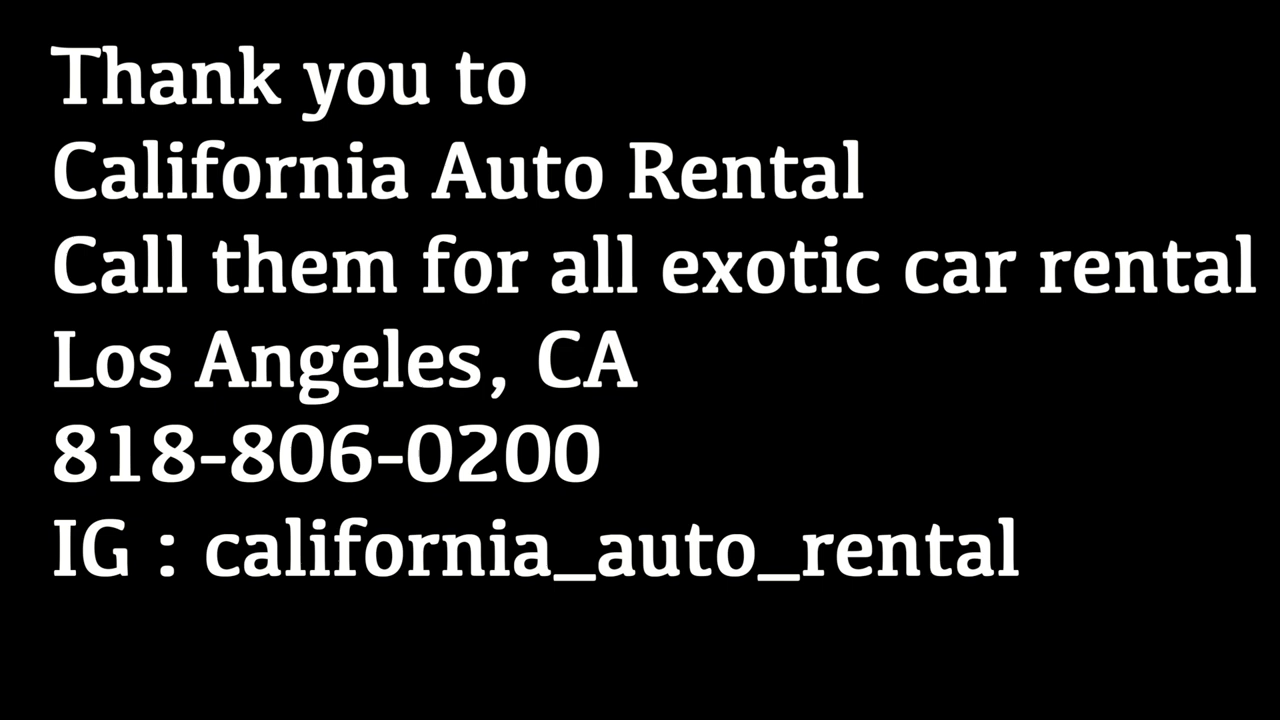 Thank you to
California Auto Rental
Call them for all exotic car rental
Los Angeles, CA
818-806-0200
IG : california_auto_rental